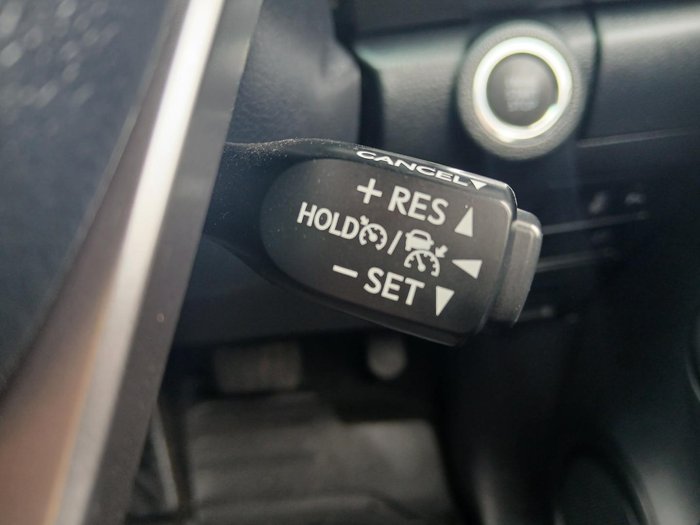 CANCEL
+ RES
HOLD /
– SET